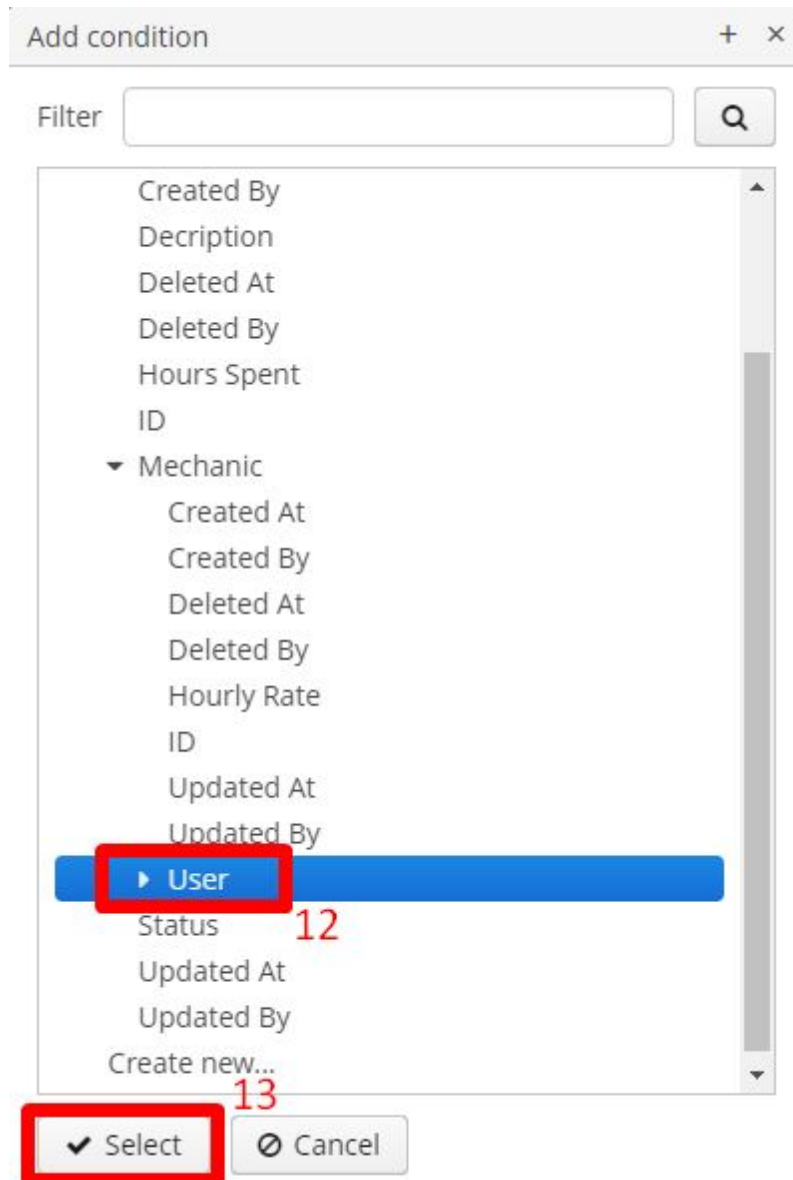 Add condition
Filter
Created By
Decription
Deleted At
Deleted By
Hours Spent
ID
Mechanic
Created At
Created By
Deleted At
Deleted By
Hourly Rate
ID
Updated At
Updated By
User
Status 12
Updated At
Updated By
Create new...
13
Select Cancel